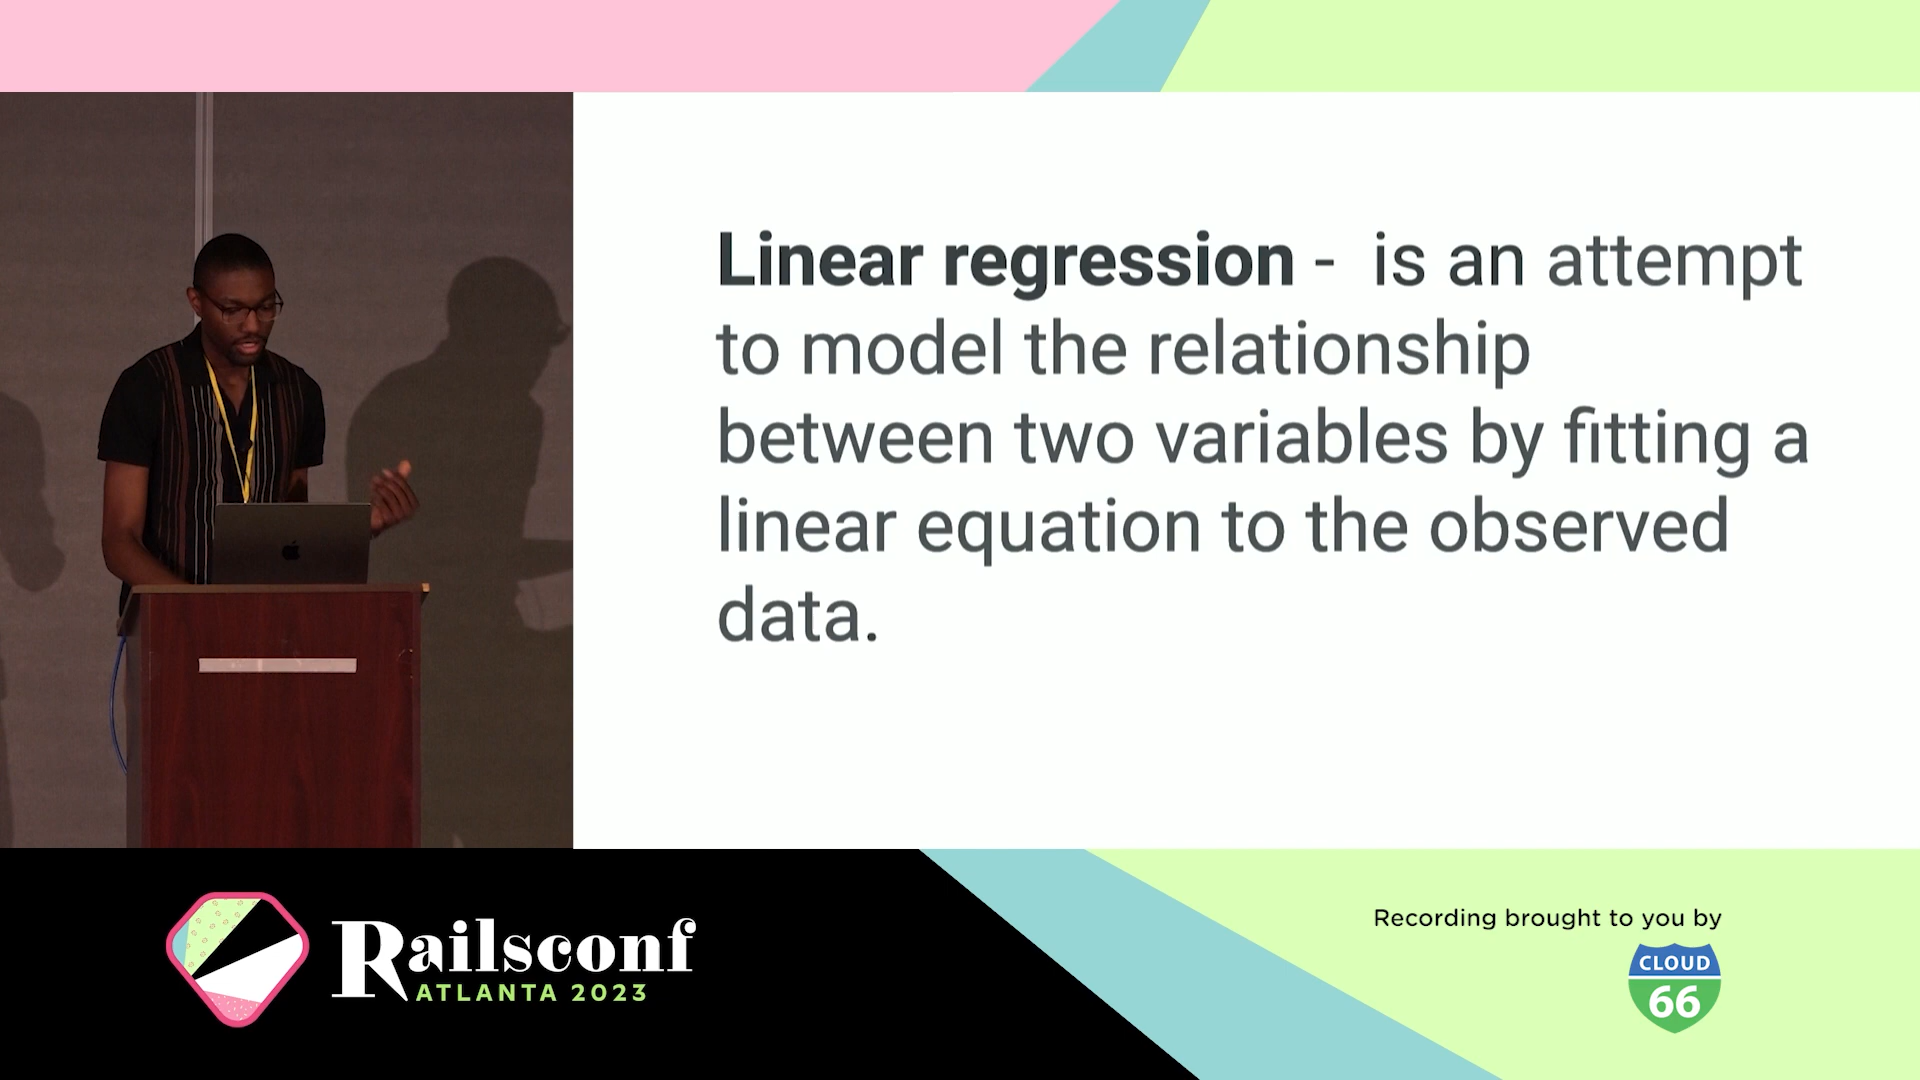 Linear regression -  is an attempt
to model the relationship
between two variables by fitting a
linear equation to the observed
data.
Railsconf
ATLANTA 2023
Recording brought to you by
CLOUD
66